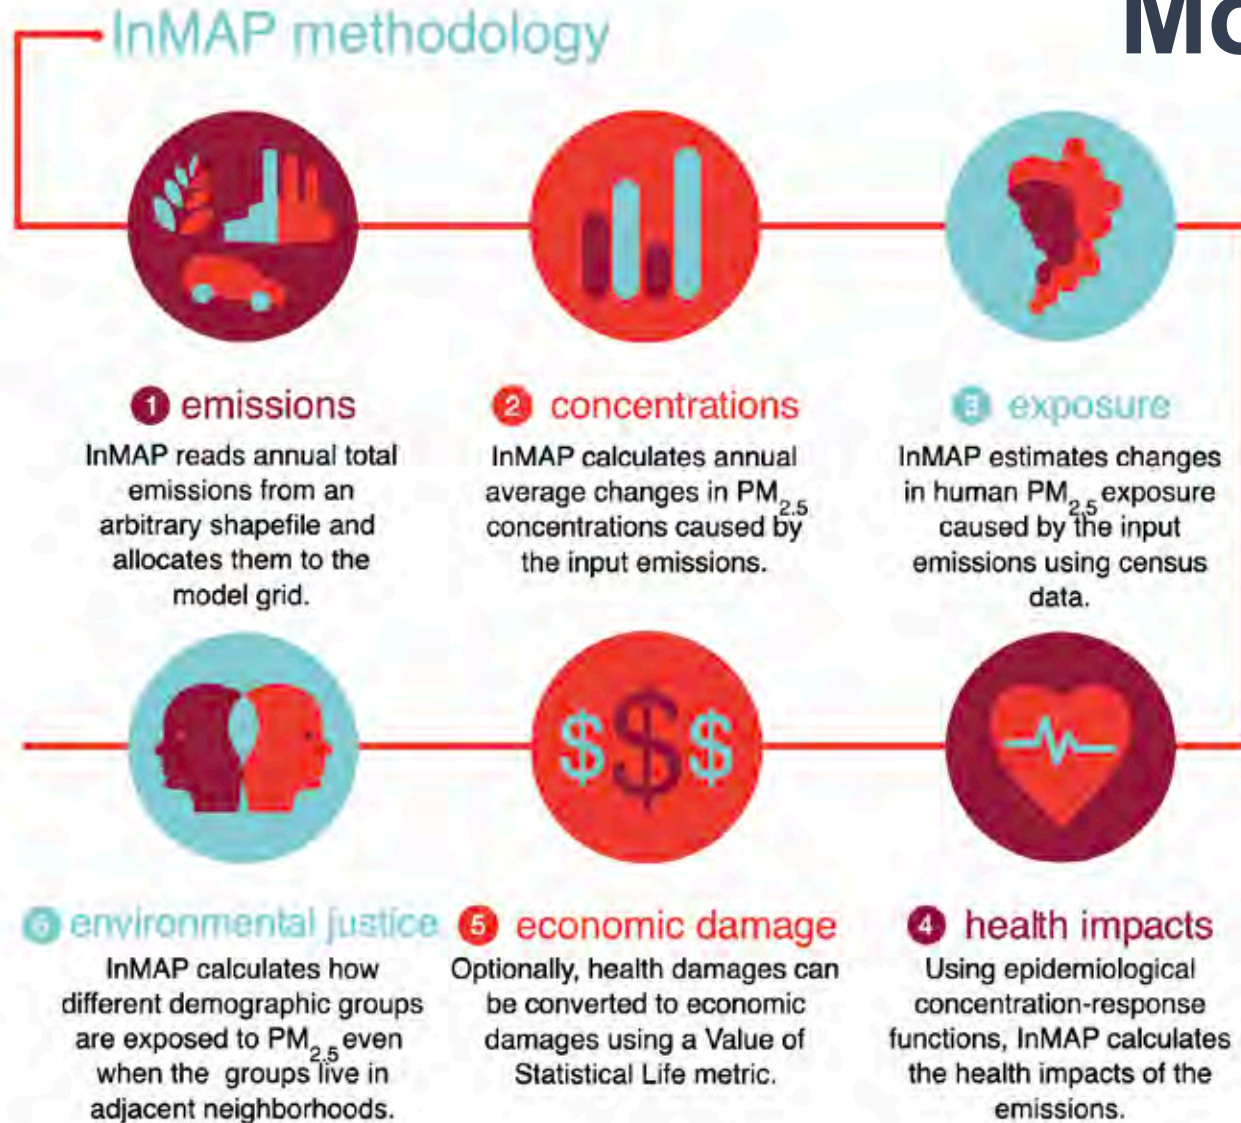 InMAP methodology
1 emissions
InMAP reads annual total
emissions from an
arbitrary shapefile and
allocates them to the
model grid.
2 concentrations
InMAP calculates annual
average changes in PM2.5
concentrations caused by
the input emissions.
3 exposure
InMAP estimates changes
in human PM2.5 exposure
caused by the input
emissions using census
data.
4 health impacts
Using epidemiological
concentration-response
functions, InMAP calculates
the health impacts of the
emissions.
5 economic damage
Optionally, health damages can
be converted to economic
damages using a Value of
Statistical Life metric.
$ $ $
6 environmental justice
InMAP calculates how
different demographic groups
are exposed to PM2.5 even
when the groups live in
adjacent neighborhoods.